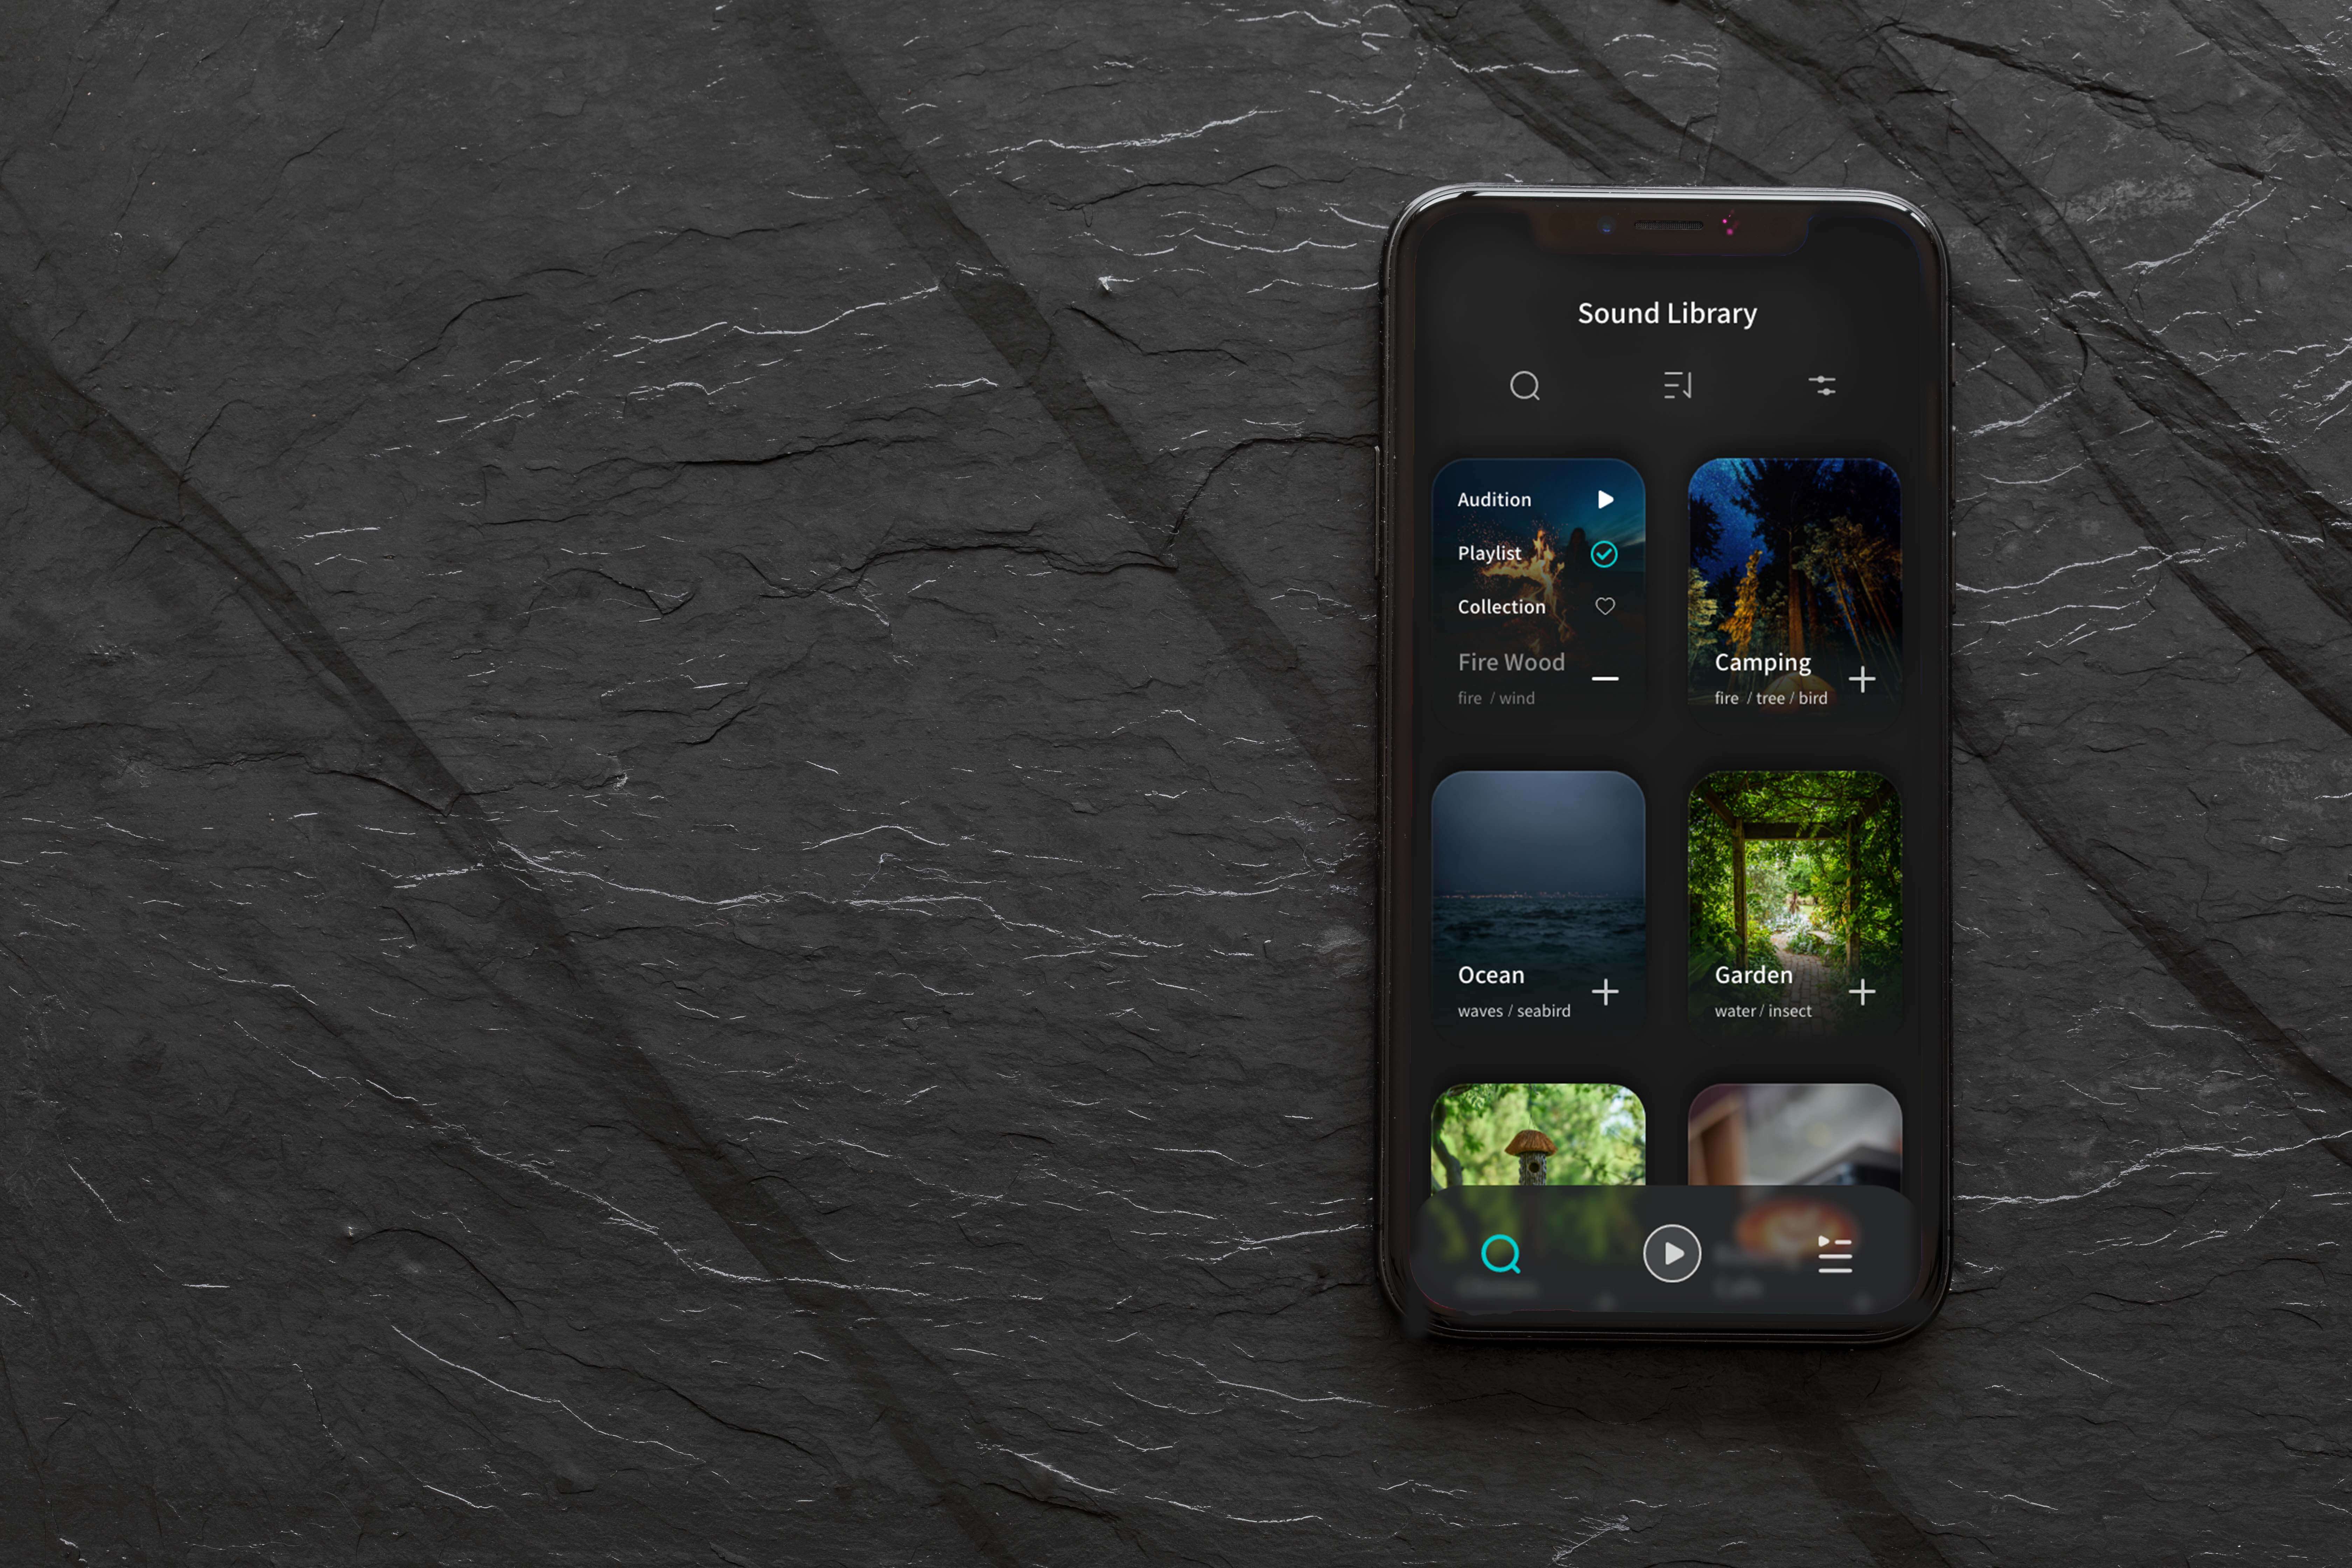 Sound Library
Audition
Playlist
Collection
Fire Wood
fire / wind
Camping
fire / tree / bird
Ocean
waves / seabird
Garden
water / insect